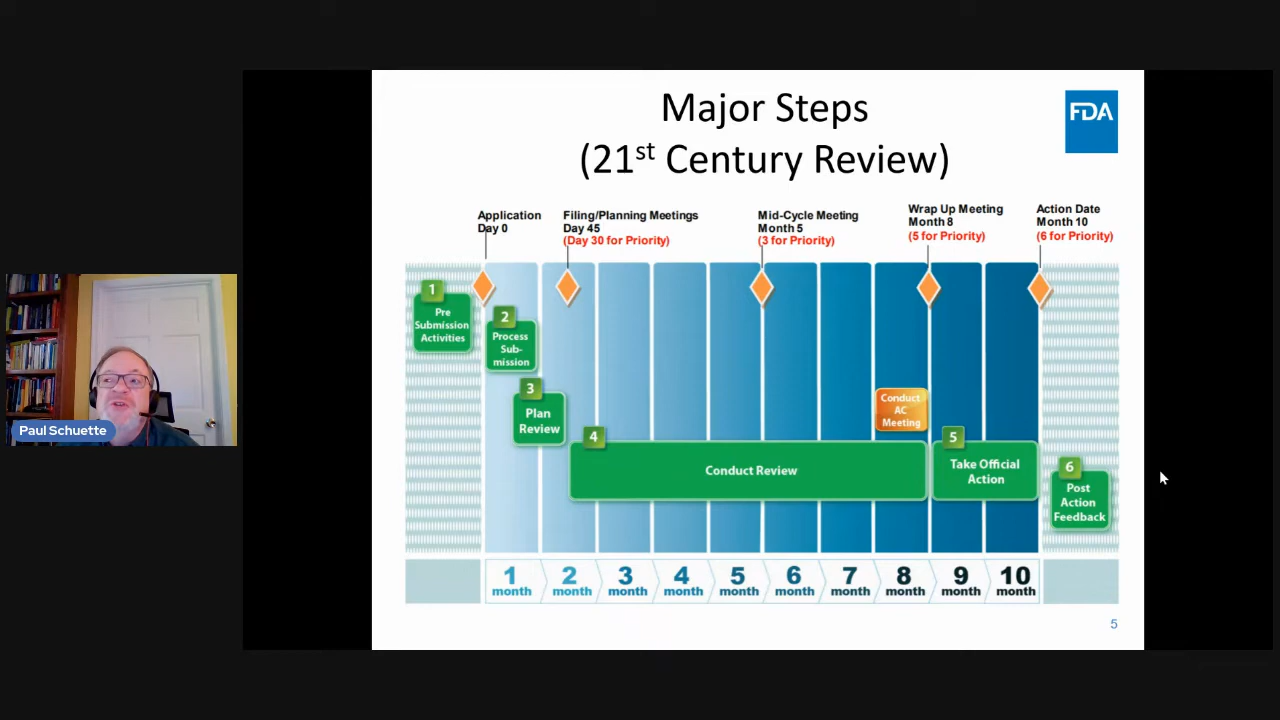 Major Steps
(21st Century Review)
FDA
Application
Day 0
Filing/Planning Meetings
Day 45
(Day 30 for Priority)
Mid-Cycle Meeting
Month 5
(3 for Priority)
Wrap Up Meeting
Month 8
(5 for Priority)
Action Date
Month 10
(6 for Priority)
1
Pre
Submission
Activities
2
Process
Sub-
mission
3
Plan
Review
4
Conduct Review
Conduct
AC
Meeting
5
Take Official
Action
6
Post
Action
Feedback
1
month
2
month
3
month
4
month
5
month
6
month
7
month
8
month
9
month
10
month
5
Paul Schuette